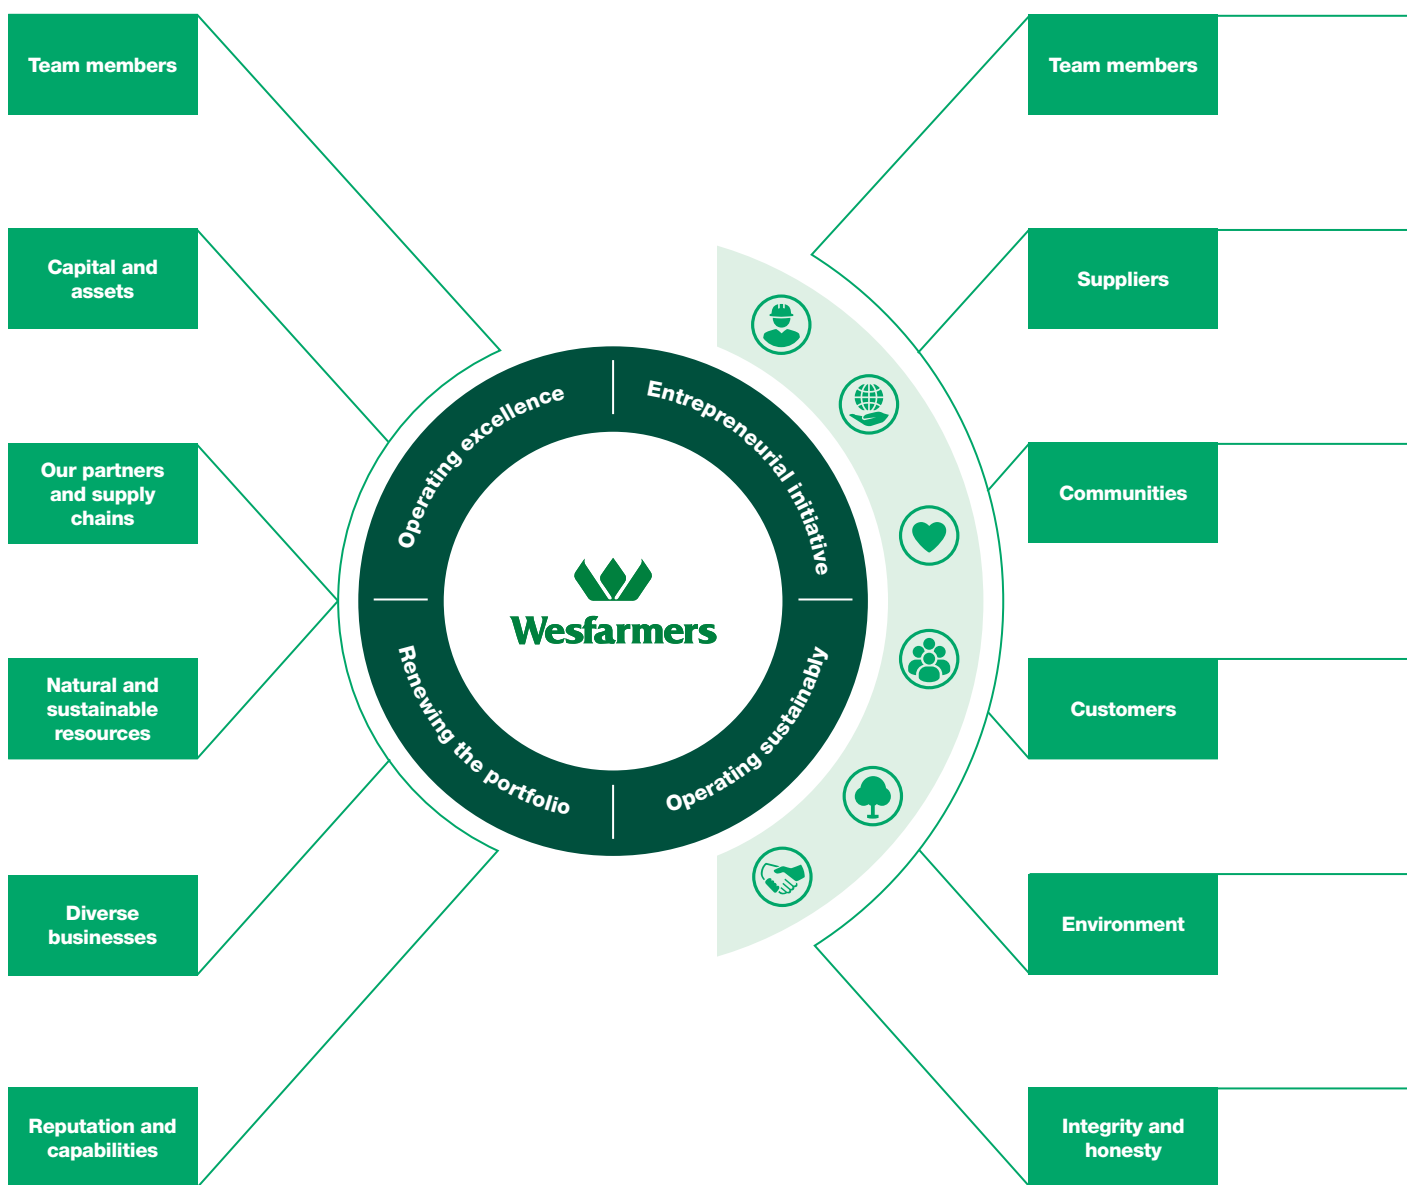 Team members
Capital and
assets
Our partners
and supply
chains
Natural and
sustainable
resources
Diverse
businesses
Reputation and
capabilities
Operating excellence
Entrepreneurial initiative
Renewing the portfolio
Operating sustainably
Wesfarmers
Team members
Suppliers
Communities
Customers
Environment
Integrity and
honesty